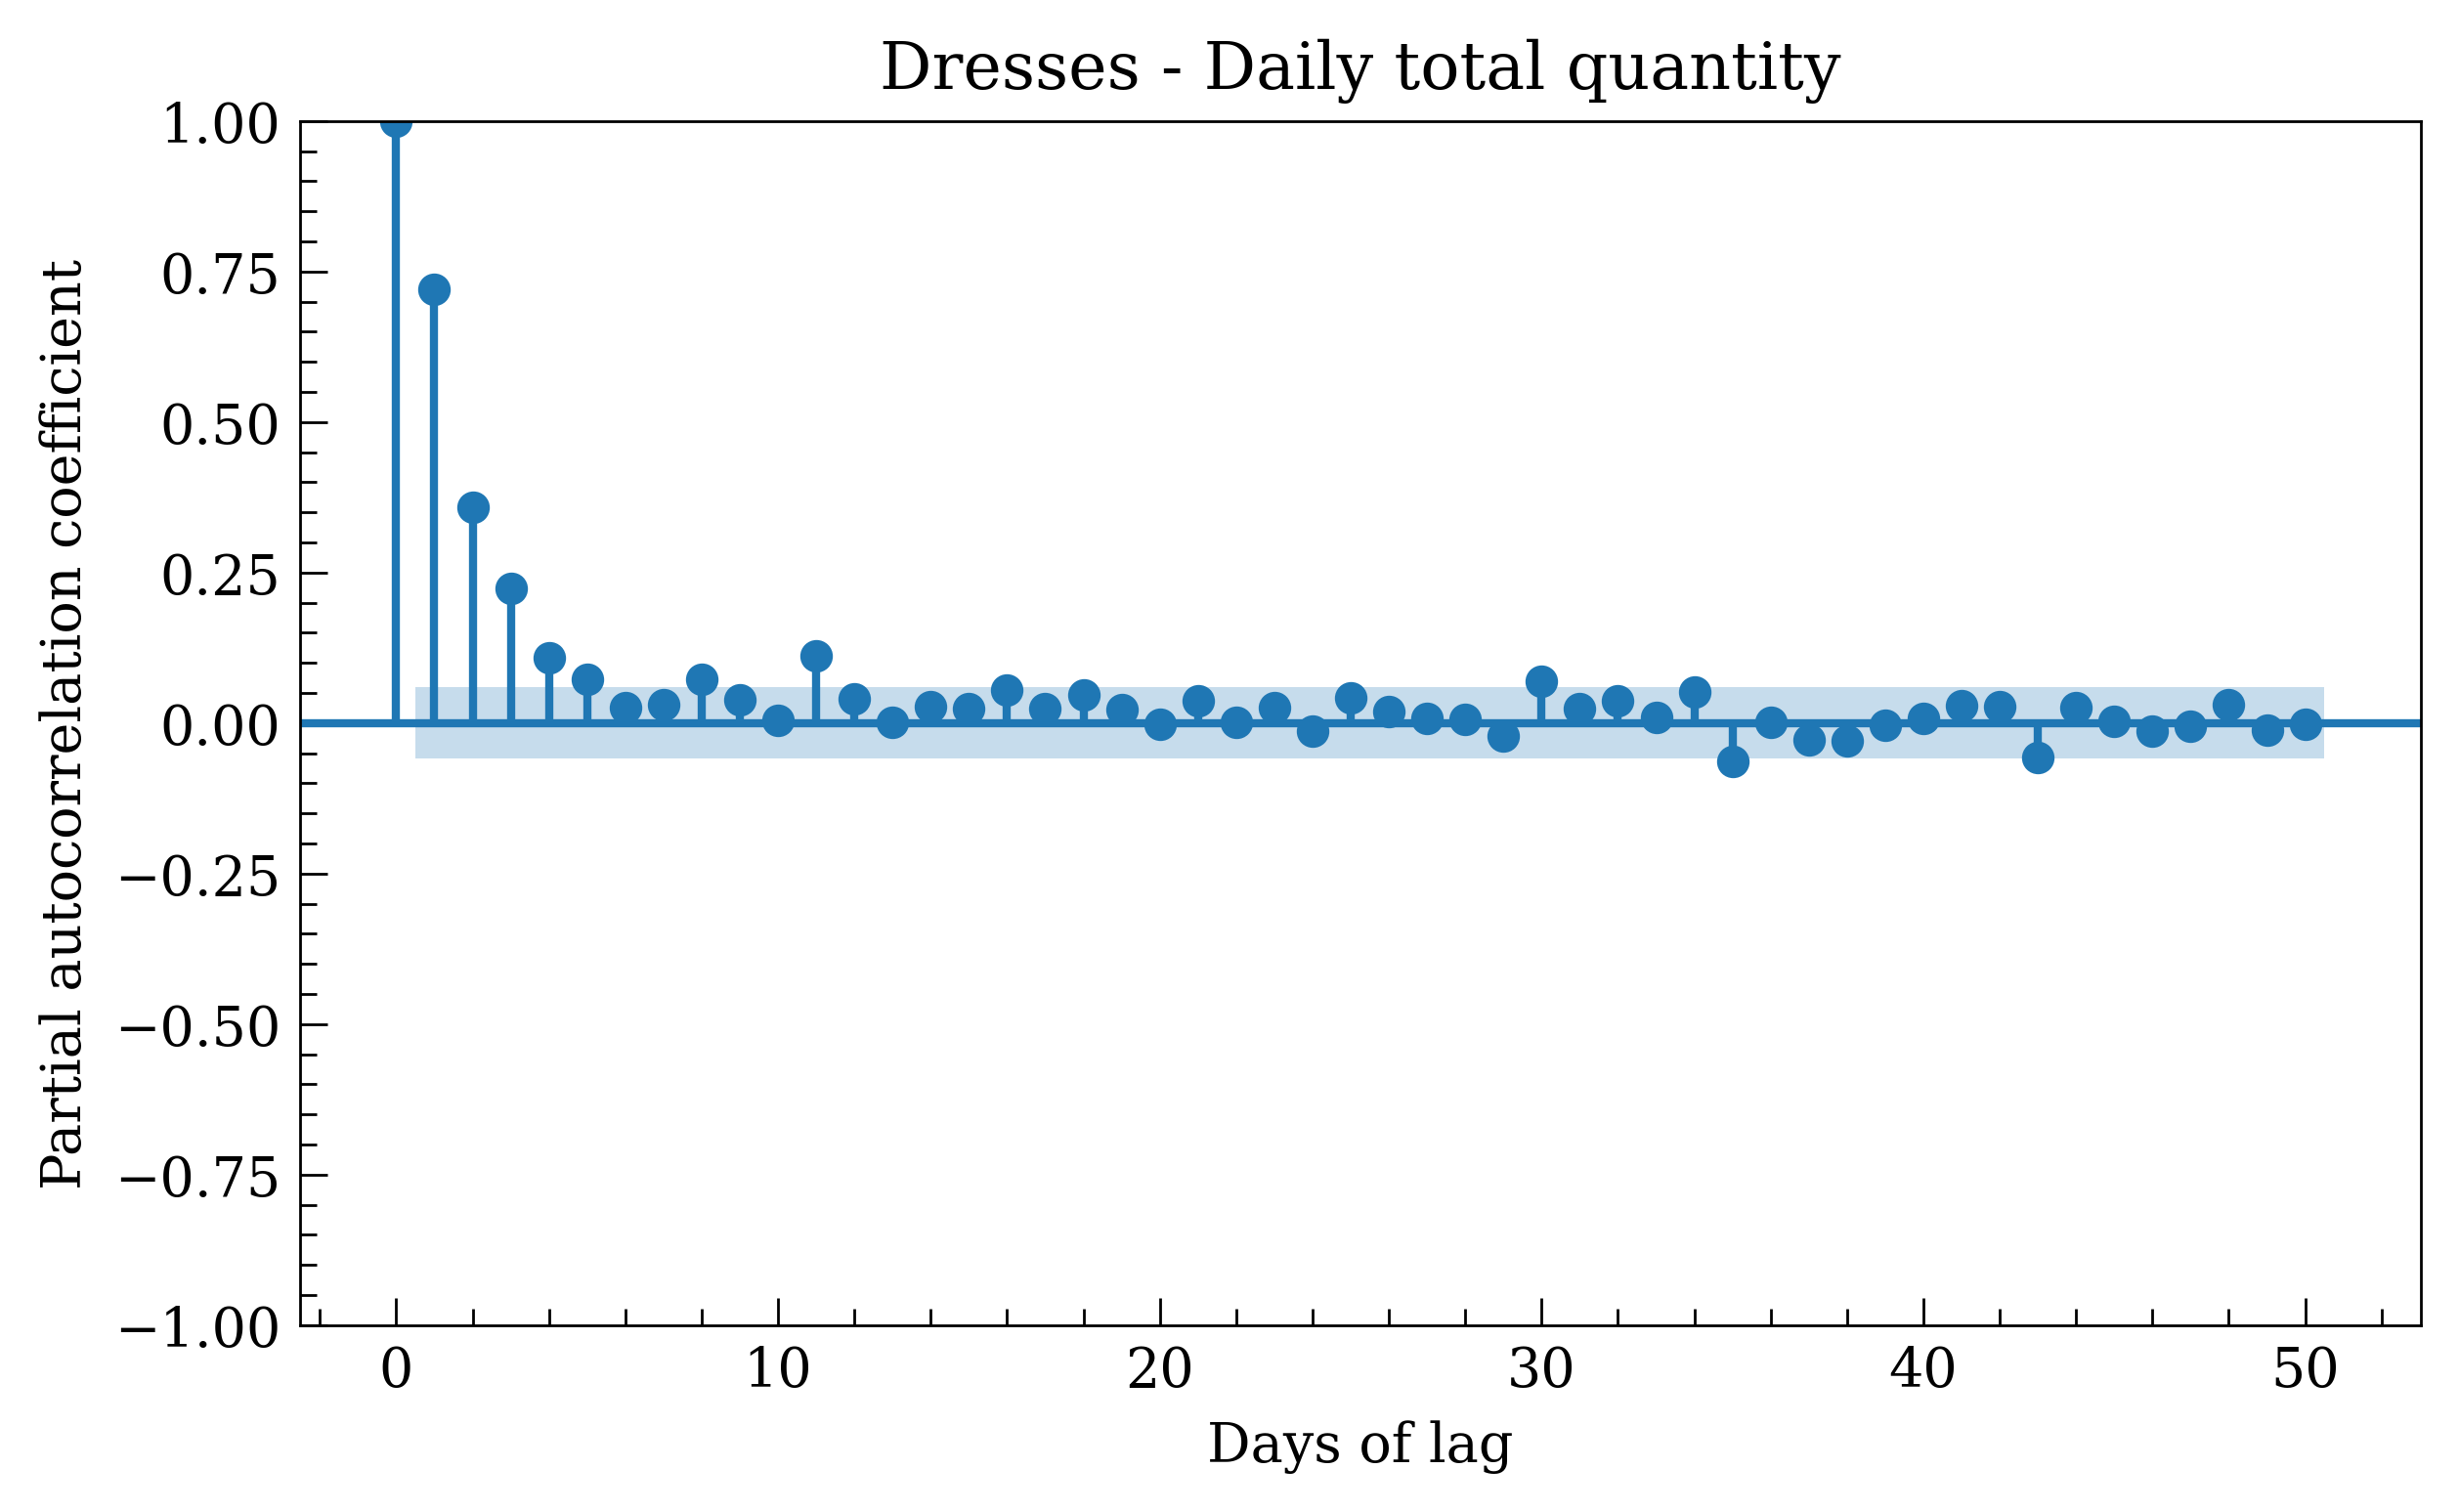 Dresses - Daily total quantity
Partial autocorrelation coefficient
1.00
0.75
0.50
0.25
0.00
−0.25
−0.50
−0.75
−1.00
0 10 20 30 40 50
Days of lag